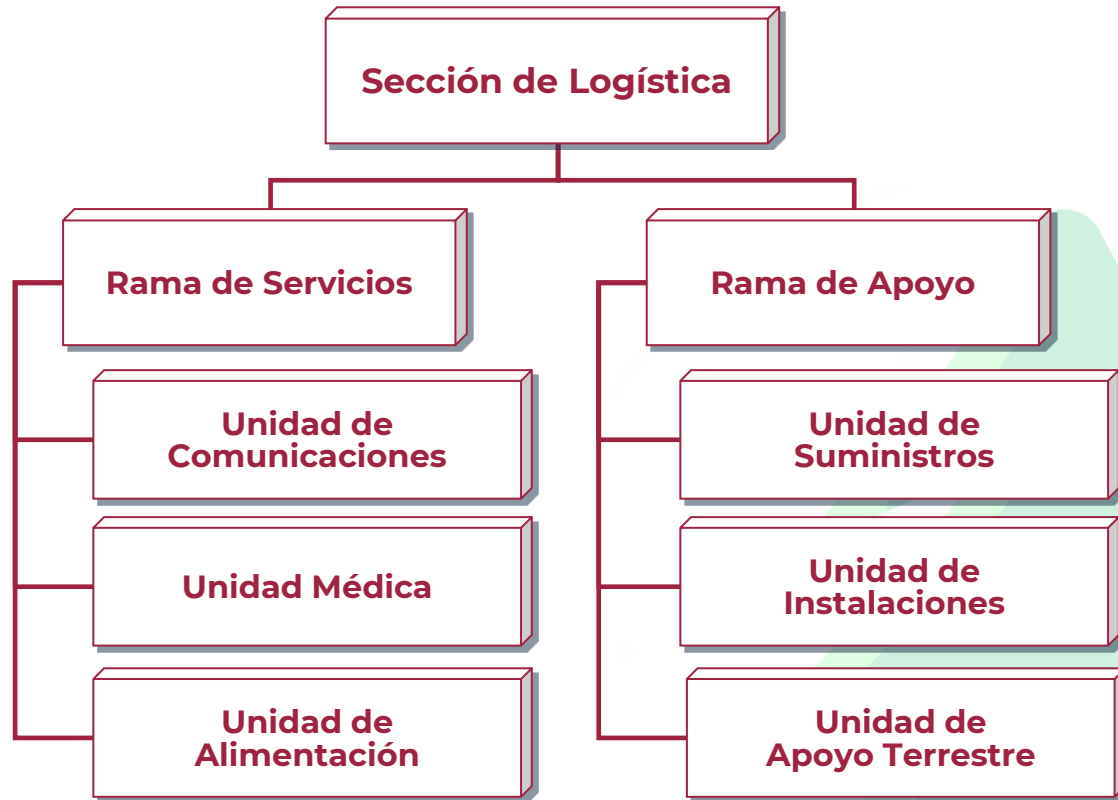 Sección de Logística
Rama de Servicios
Unidad de
Comunicaciones
Unidad Médica
Unidad de
Alimentación
Rama de Apoyo
Unidad de
Suministros
Unidad de
Instalaciones
Unidad de
Apoyo Terrestre